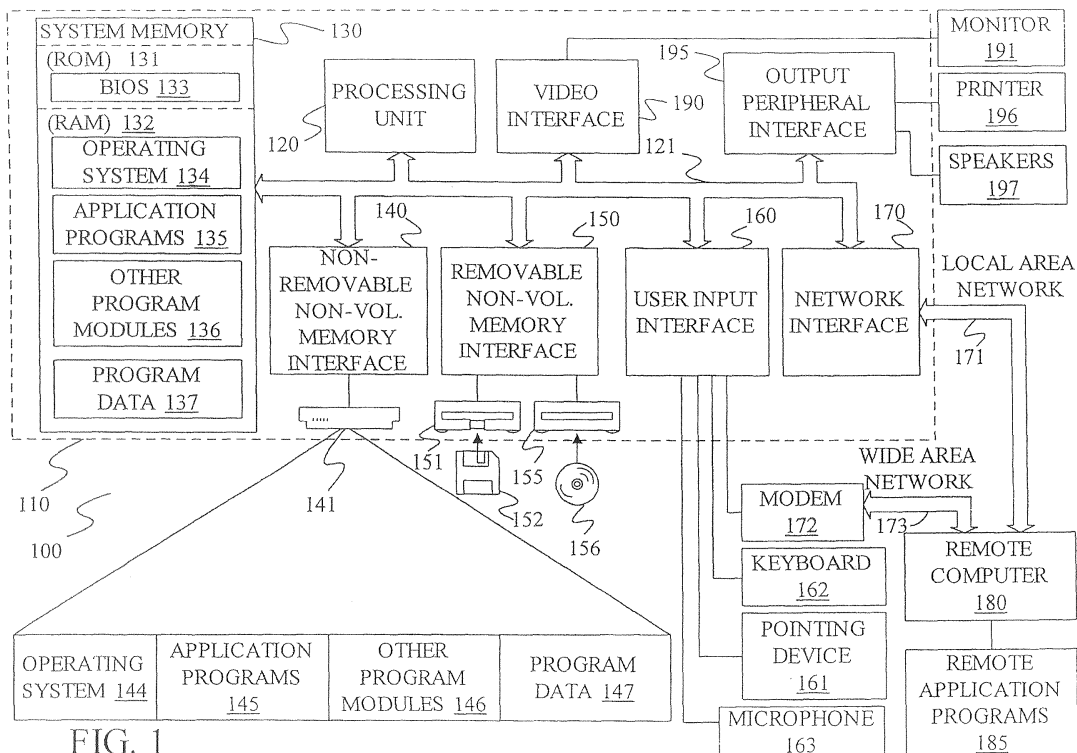 SYSTEM MEMORY
130
(ROM) 131
BIOS 133
(RAM) 132
OPERATING
SYSTEM 134
APPLICATION
PROGRAMS 135
OTHER
PROGRAM
MODULES 136
PROGRAM
DATA 137
PROCESSING
UNIT
120
VIDEO
INTERFACE
190
195
OUTPUT
PERIPHERAL
INTERFACE
121
MONITOR
191
PRINTER
196
SPEAKERS
197
140
NON-
REMOVABLE
NON-VOL.
MEMORY
INTERFACE
150
REMOVABLE
NON-VOL.
MEMORY
INTERFACE
160
USER INPUT
INTERFACE
170
NETWORK
INTERFACE
LOCAL AREA
NETWORK
171
110
100
141
151
152
155
156
WIDE AREA
NETWORK
173
MODEM
172
KEYBOARD
162
POINTING
DEVICE
161
MICROPHONE
163
REMOTE
COMPUTER
180
REMOTE
APPLICATION
PROGRAMS
185
OPERATING
SYSTEM 144
APPLICATION
PROGRAMS
145
OTHER
PROGRAM
MODULES 146
PROGRAM
DATA 147
FIG. 1